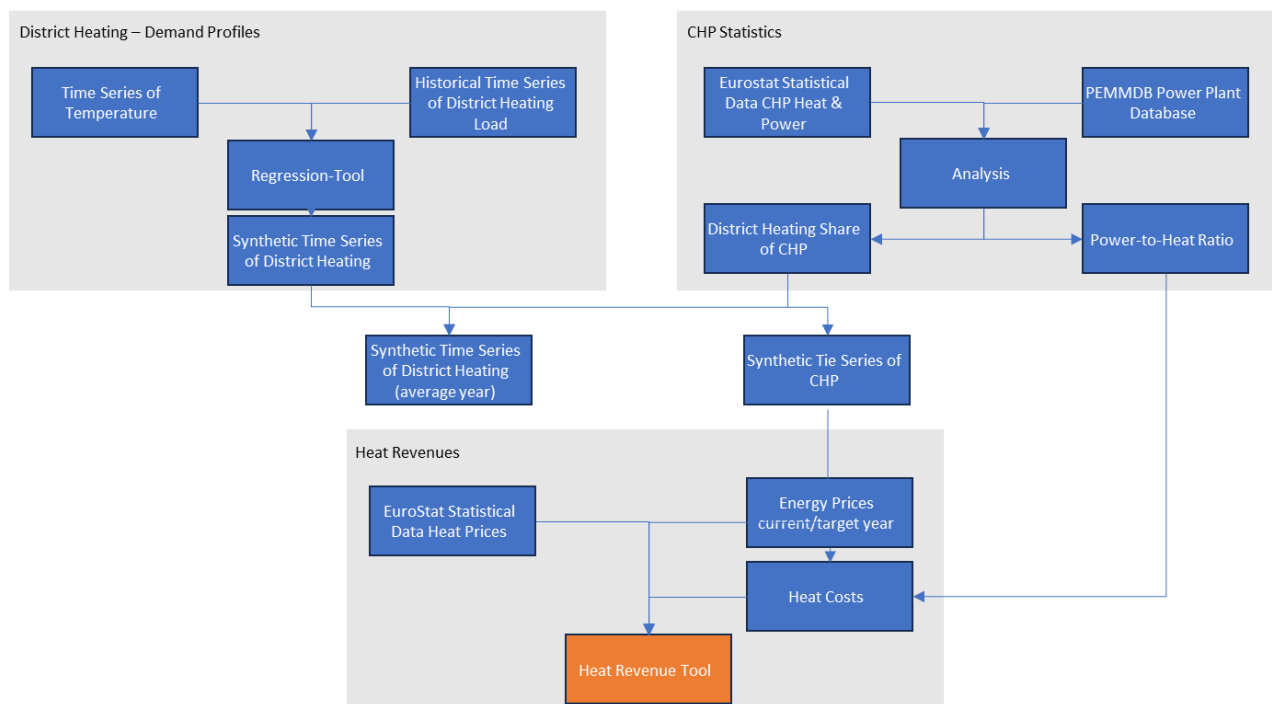 District Heating – Demand Profiles
Time Series of
Temperature
Historical Time Series
of District Heating
Load
Regression-Tool
Synthetic Time Series
of District Heating
CHP Statistics
Eurostat Statistical
Data CHP Heat &
Power
PEMMDB Power Plant
Database
Analysis
District Heating Share
of CHP
Power-to-Heat Ratio
Synthetic Time Series
of District Heating
(average year)
Synthetic Tie Series of
CHP
Heat Revenues
EuroStat Statistical
Data Heat Prices
Energy Prices
current/target year
Heat Costs
Heat Revenue Tool